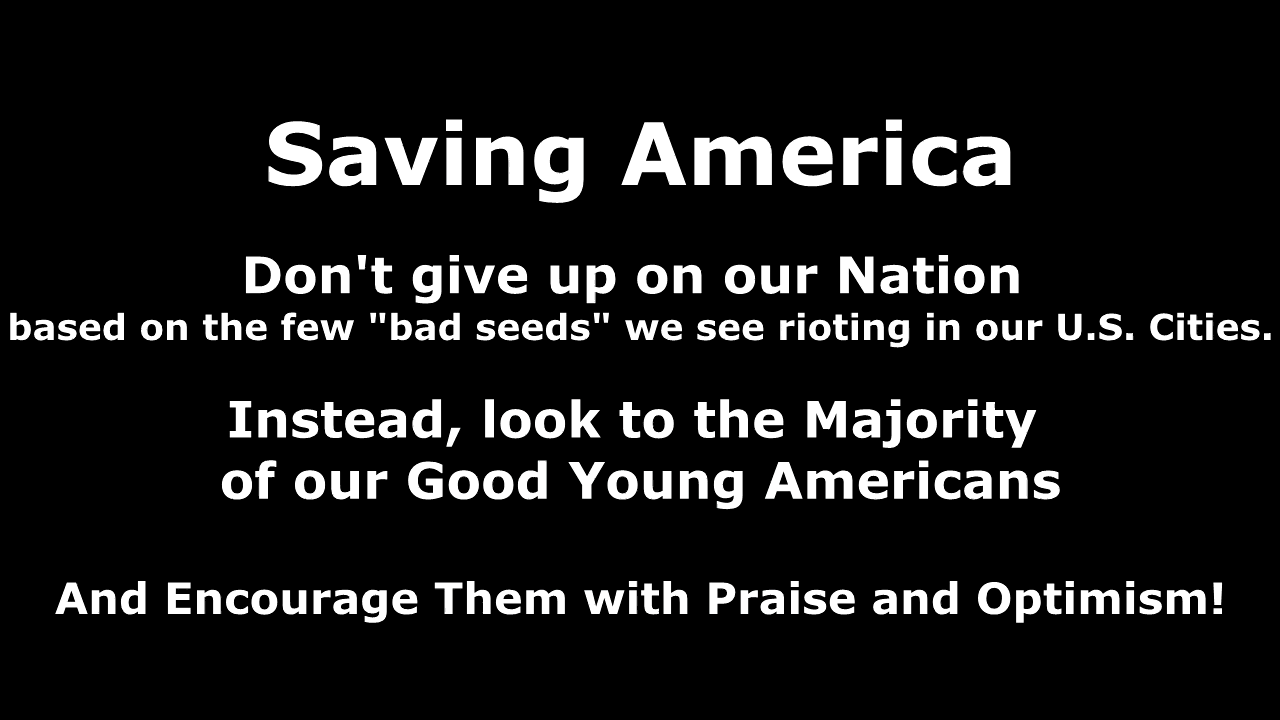 Saving America
Don't give up on our Nation
based on the few "bad seeds" we see rioting in our U.S. Cities.
Instead, look to the Majority
of our Good Young Americans
And Encourage Them with Praise and Optimism!